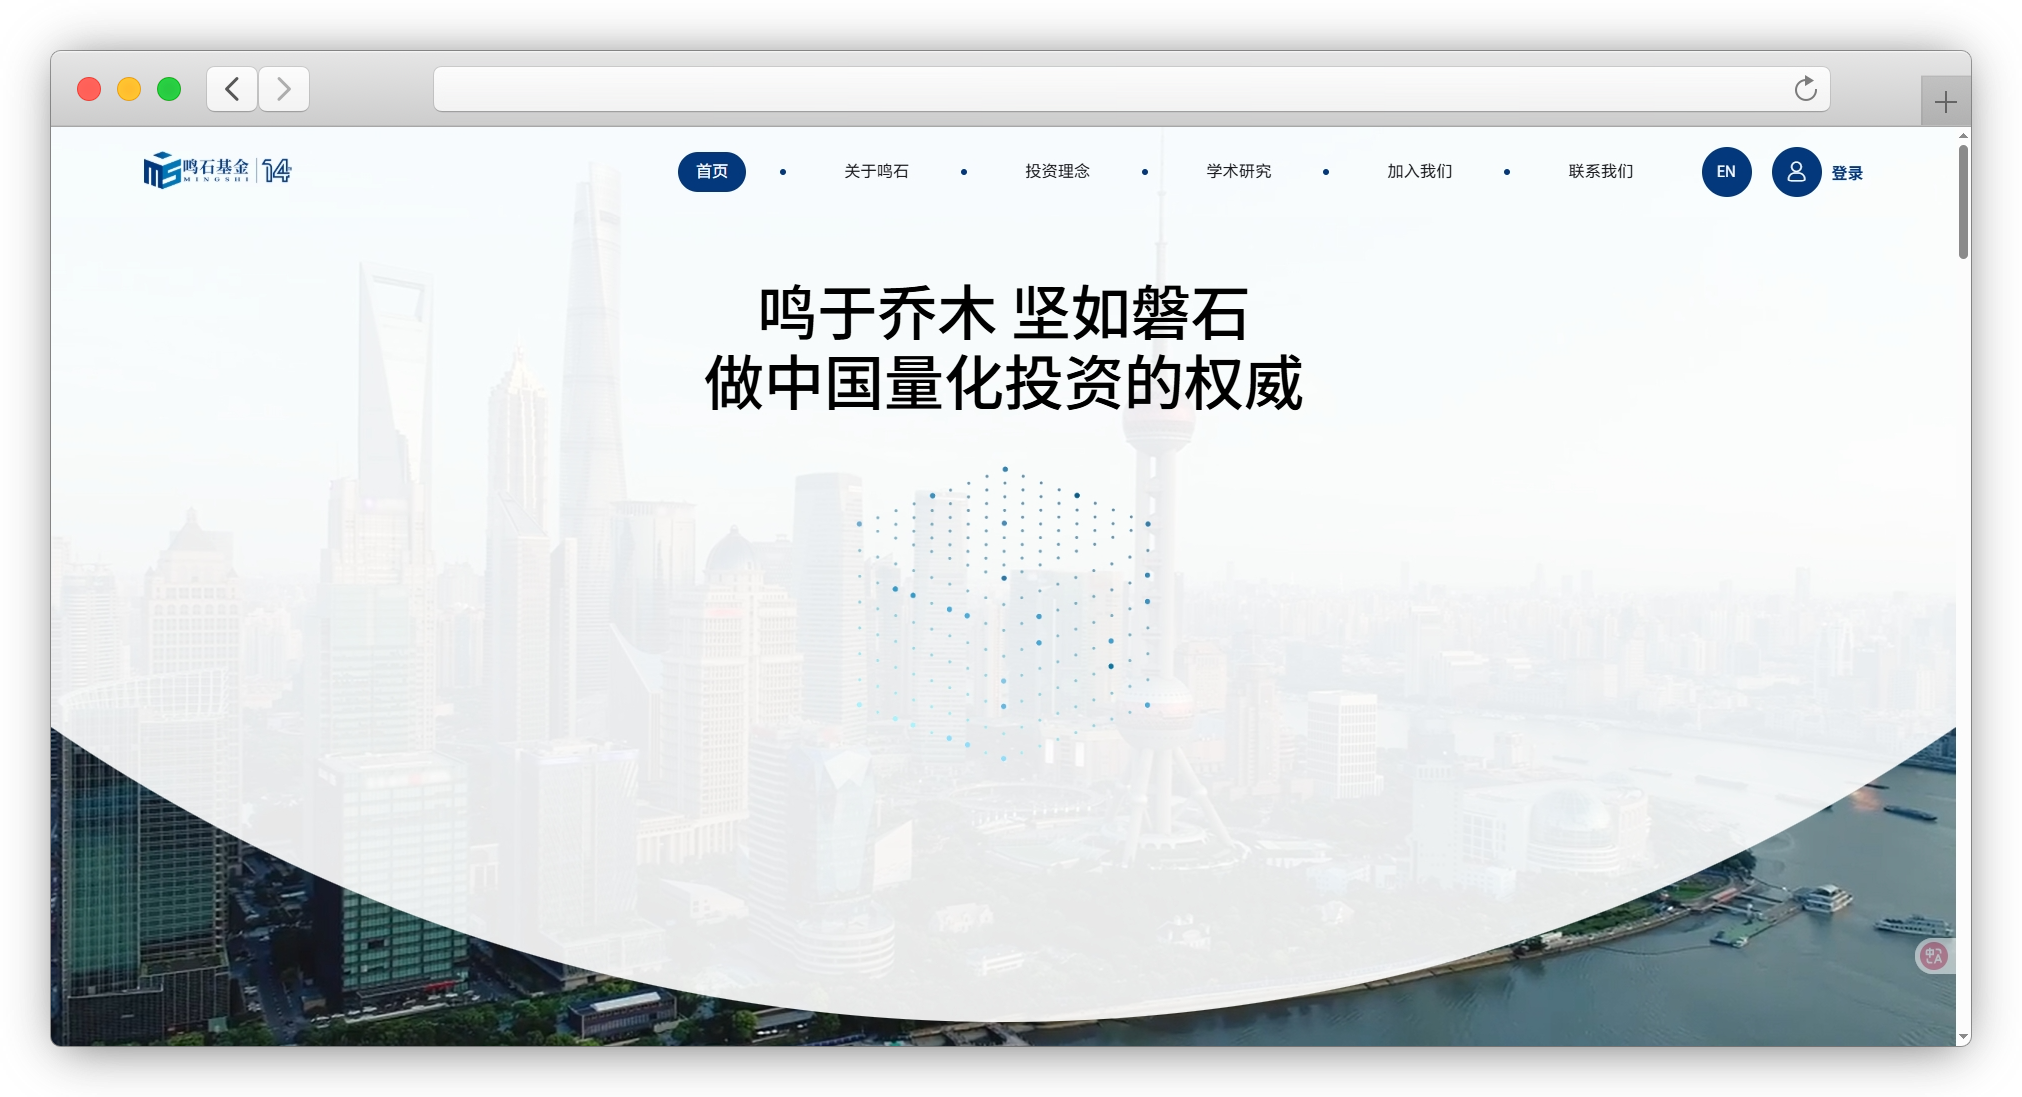 鸣石基金
MINGSHI
14
首页
关于鸣石
投资理念
学术研究
加入我们
联系我们
EN
登录
鸣于乔木 坚如磐石
做中国量化投资的权威